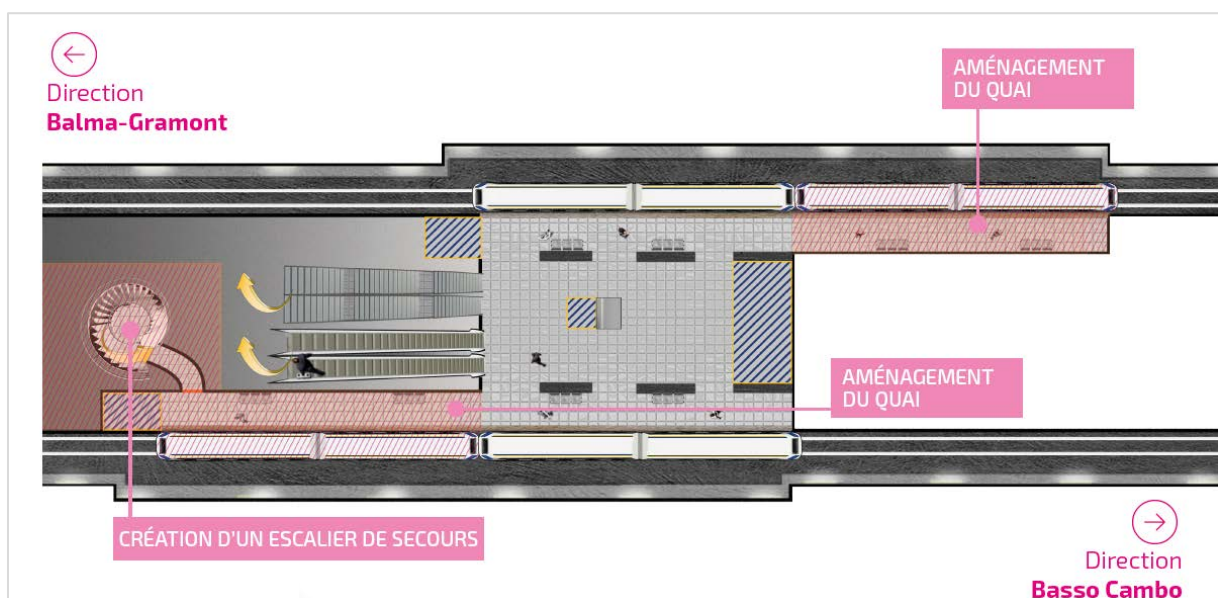 Direction
Balma-Gramont
AMÉNAGEMENT
DU QUAI
AMÉNAGEMENT
DU QUAI
CRÉATION D'UN ESCALIER DE SECOURS
Direction
Basso Cambo